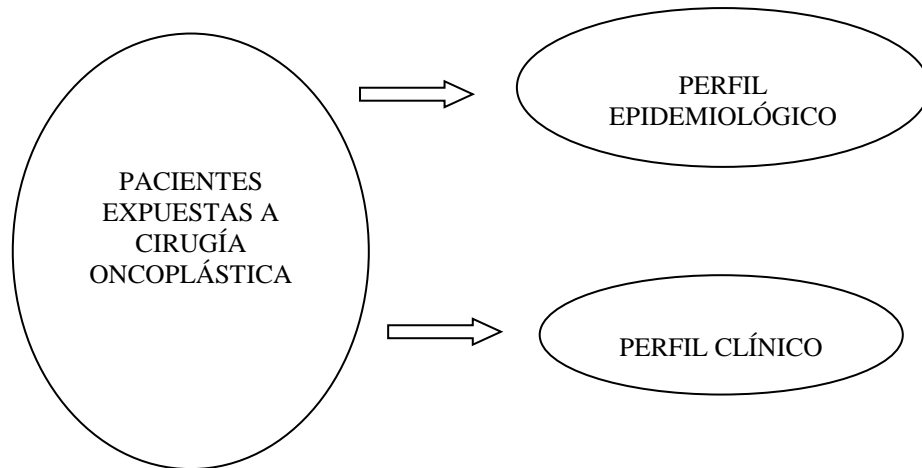 PACIENTES
EXPUESTAS A
CIRUGÍA
ONCOPLÁSTICA
PERFIL
EPIDEMIOLÓGICO
PERFIL CLÍNICO